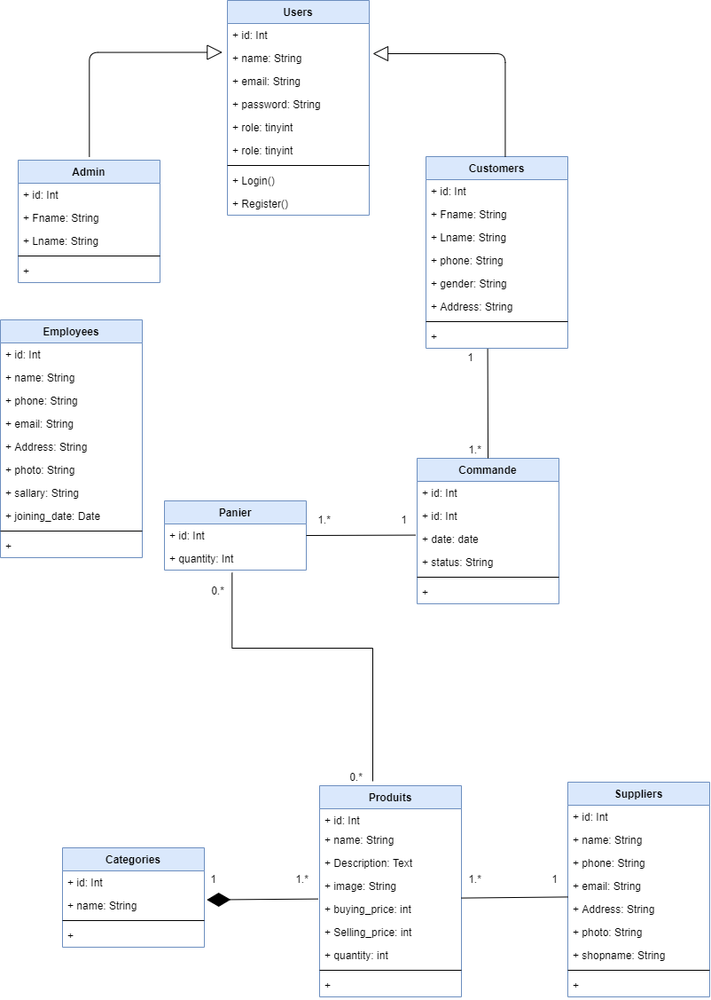 Users
+ id: Int
+ name: String
+ email: String
+ password: String
+ role: tinyint
+ role: tinyint
+ Login()
+ Register()
Admin
+ id: Int
+ Fname: String
+ Lname: String
+
Customers
+ id: Int
+ Fname: String
+ Lname: String
+ phone: String
+ gender: String
+ Address: String
+
Employees
+ id: Int
+ name: String
+ phone: String
+ email: String
+ Address: String
+ photo: String
+ sallary: String
+ joining_date: Date
+
1
1.*
Commande
+ id: Int
+ id: Int
+ date: date
+ status: String
+
Panier
+ id: Int
+ quantity: Int
1.*
1
0.*
0.*
Produits
+ id: Int
+ name: String
+ Description: Text
+ image: String
+ buying_price: int
+ Selling_price: int
+ quantity: int
+
Suppliers
+ id: Int
+ name: String
+ phone: String
+ email: String
+ Address: String
+ photo: String
+ shopname: String
+
Categories
+ id: Int
+ name: String
+
1
1.*
1.*
1